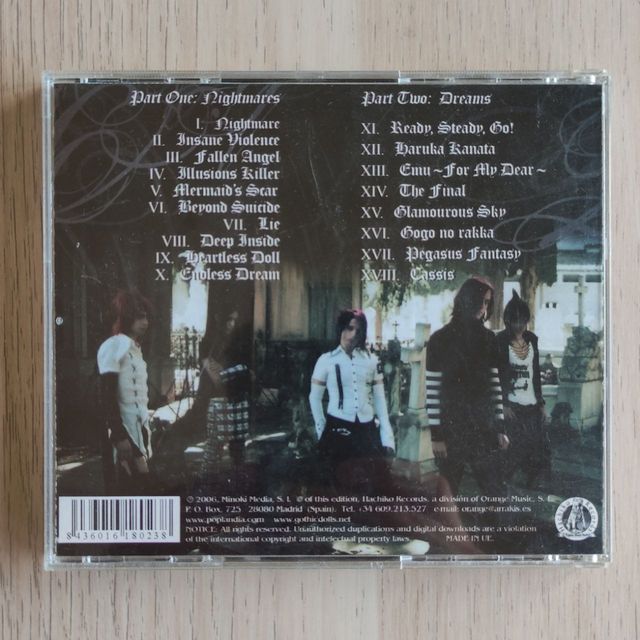 Part One: Nightmares
I. Nightmare
II. Insane Violence
III. Fallen Angel
IV. Illusions Killer
V. Mermaid's Scar
VI. Beyond Suicide
VII. Lie
VIII. Deep Inside
IX. Heartless Doll
X. Endless Dream
Part Two: Dreams
XI. Ready, Steady, Go!
XII. Haruka Kanata
XIII. Emu ~For My Dear~
XIV. The Final
XV. Glamourous Sky
XVI. Gogo no rakka
XVII. Pegasus Fantasy
XVIII. Cassis
℗ 2006, Minoki Media, S. L. @ of this edition, Hachiko Records, a división of Orange Music, S. L.
P. O. Box, 725 28080 Madrid (Spain). Tel. +34 609.213.527 e-mail: orange@arrakis.es
www.gothicdolls.net
NOTICE: All rights reserved. Unauthorized duplications and digital downloads are a violation
of the international copyright and intelectual property laws. MADE IN UE.
8 436016 180238